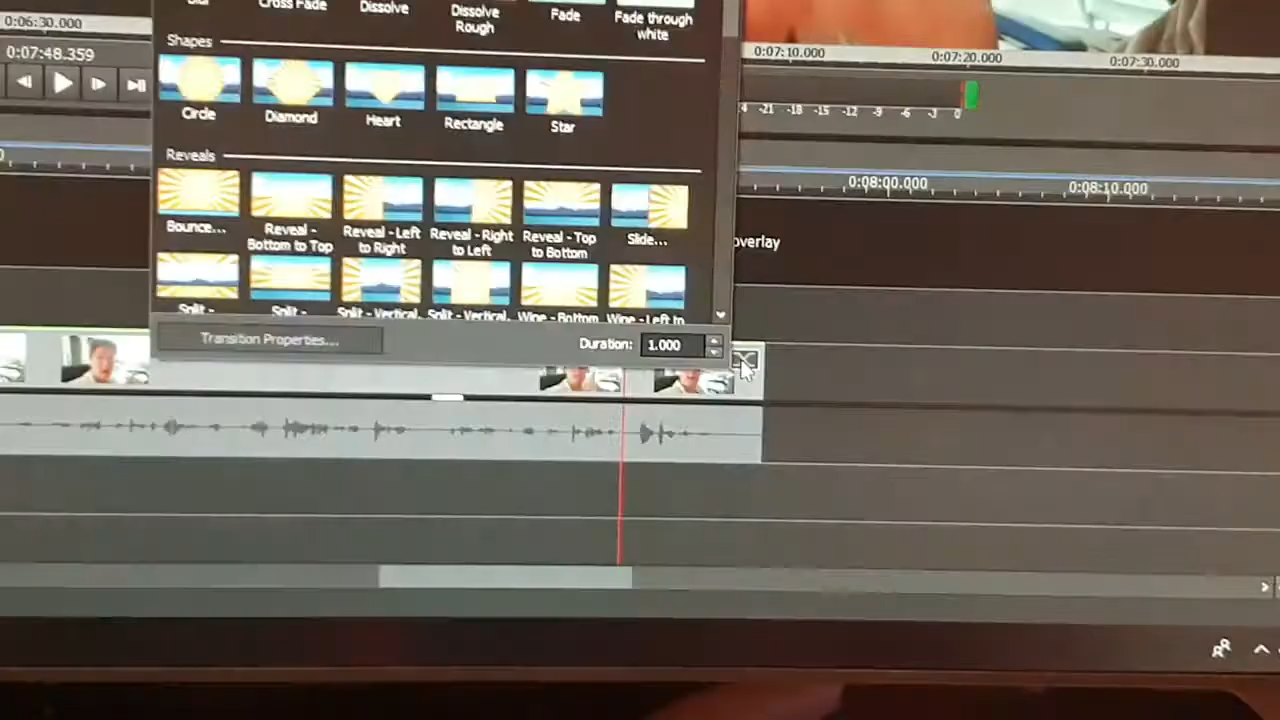 0:06:30.000
0:07:48.359
Cross Fade
Dissolve
Dissolve
Rough
Fade
Fade through
white
Shapes
Circle
Diamond
Heart
Rectangle
Star
Reveals
Bounce...
Reveal -
Bottom to Top
Reveal - Left
to Right
Reveal - Right
to Left
Reveal - Top
to Bottom
Slide...
Split -
Split -
Split - Vertical,
Split - Vertical,
Wipe - Bottom
Wipe - Left to
Transition Properties...
Duration: 1.000
0:07:10.000 0:07:20.000 0:07:30.000
-21 -18 -15 -12 -9 -6 -3 0
0:08:00.000 0:08:10.000
overlay